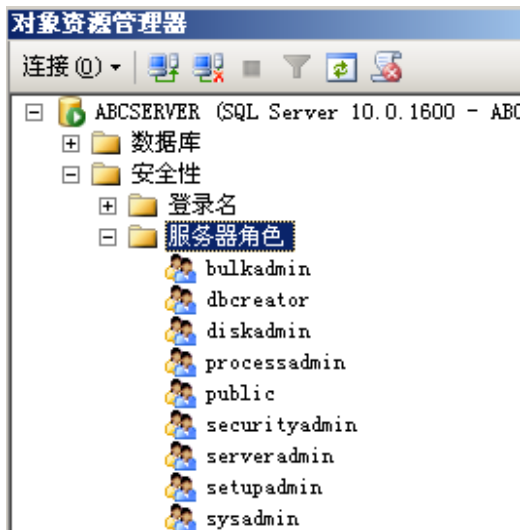 对象资源管理器
连接(O)
ABCSERVER (SQL Server 10.0.1600 - ABC
数据库
安全性
登录名
服务器角色
bulkadmin
dbcreator
diskadmin
processadmin
public
securityadmin
serveradmin
setupadmin
sysadmin